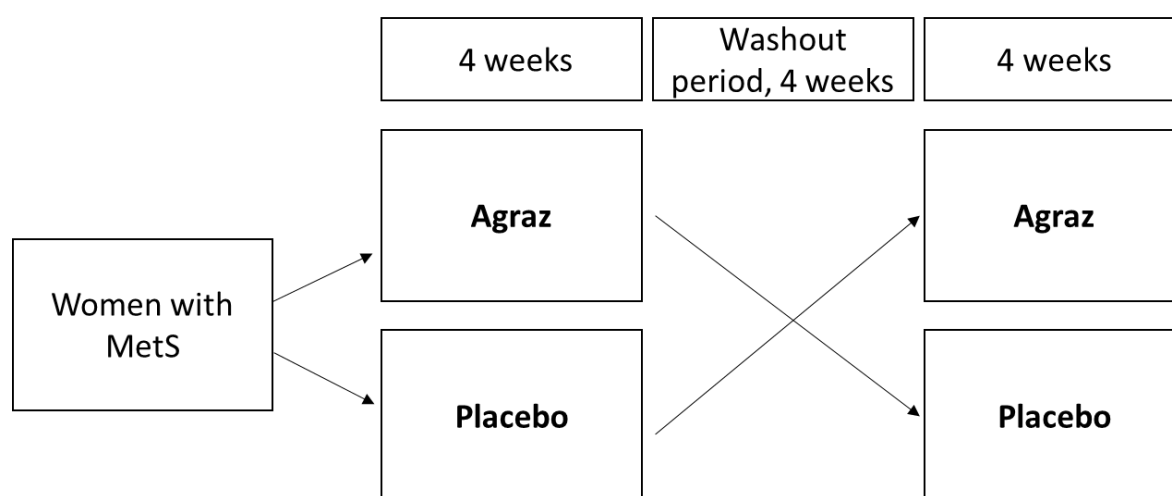 4 weeks
Washout
period, 4 weeks
4 weeks
Agraz
Agraz
Women with
MetS
Placebo
Placebo